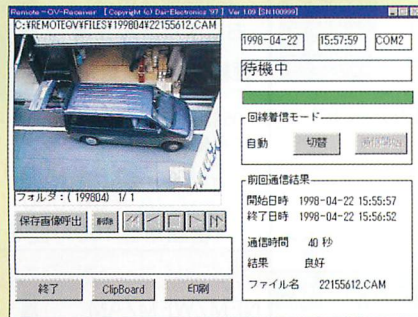 Remote-OV-Receiver [Copyright (c) Dai-Electronics '97] Ver 1.09 [SN100999]
C:¥REMOTEOV¥FILES¥199804¥22155612.CAM
1998-04-22 15:57:59 COM2
待機中
回線着信モード
自動 切替
フォルダ:(199804) 1/1
保存画像呼出 削除
前回通信結果
開始日時 1998-04-22 15:55:57
終了日時 1998-04-22 15:56:52
通信時間 40 秒
結果 良好
ファイル名 22155612.CAM
終了 ClipBoard 印刷